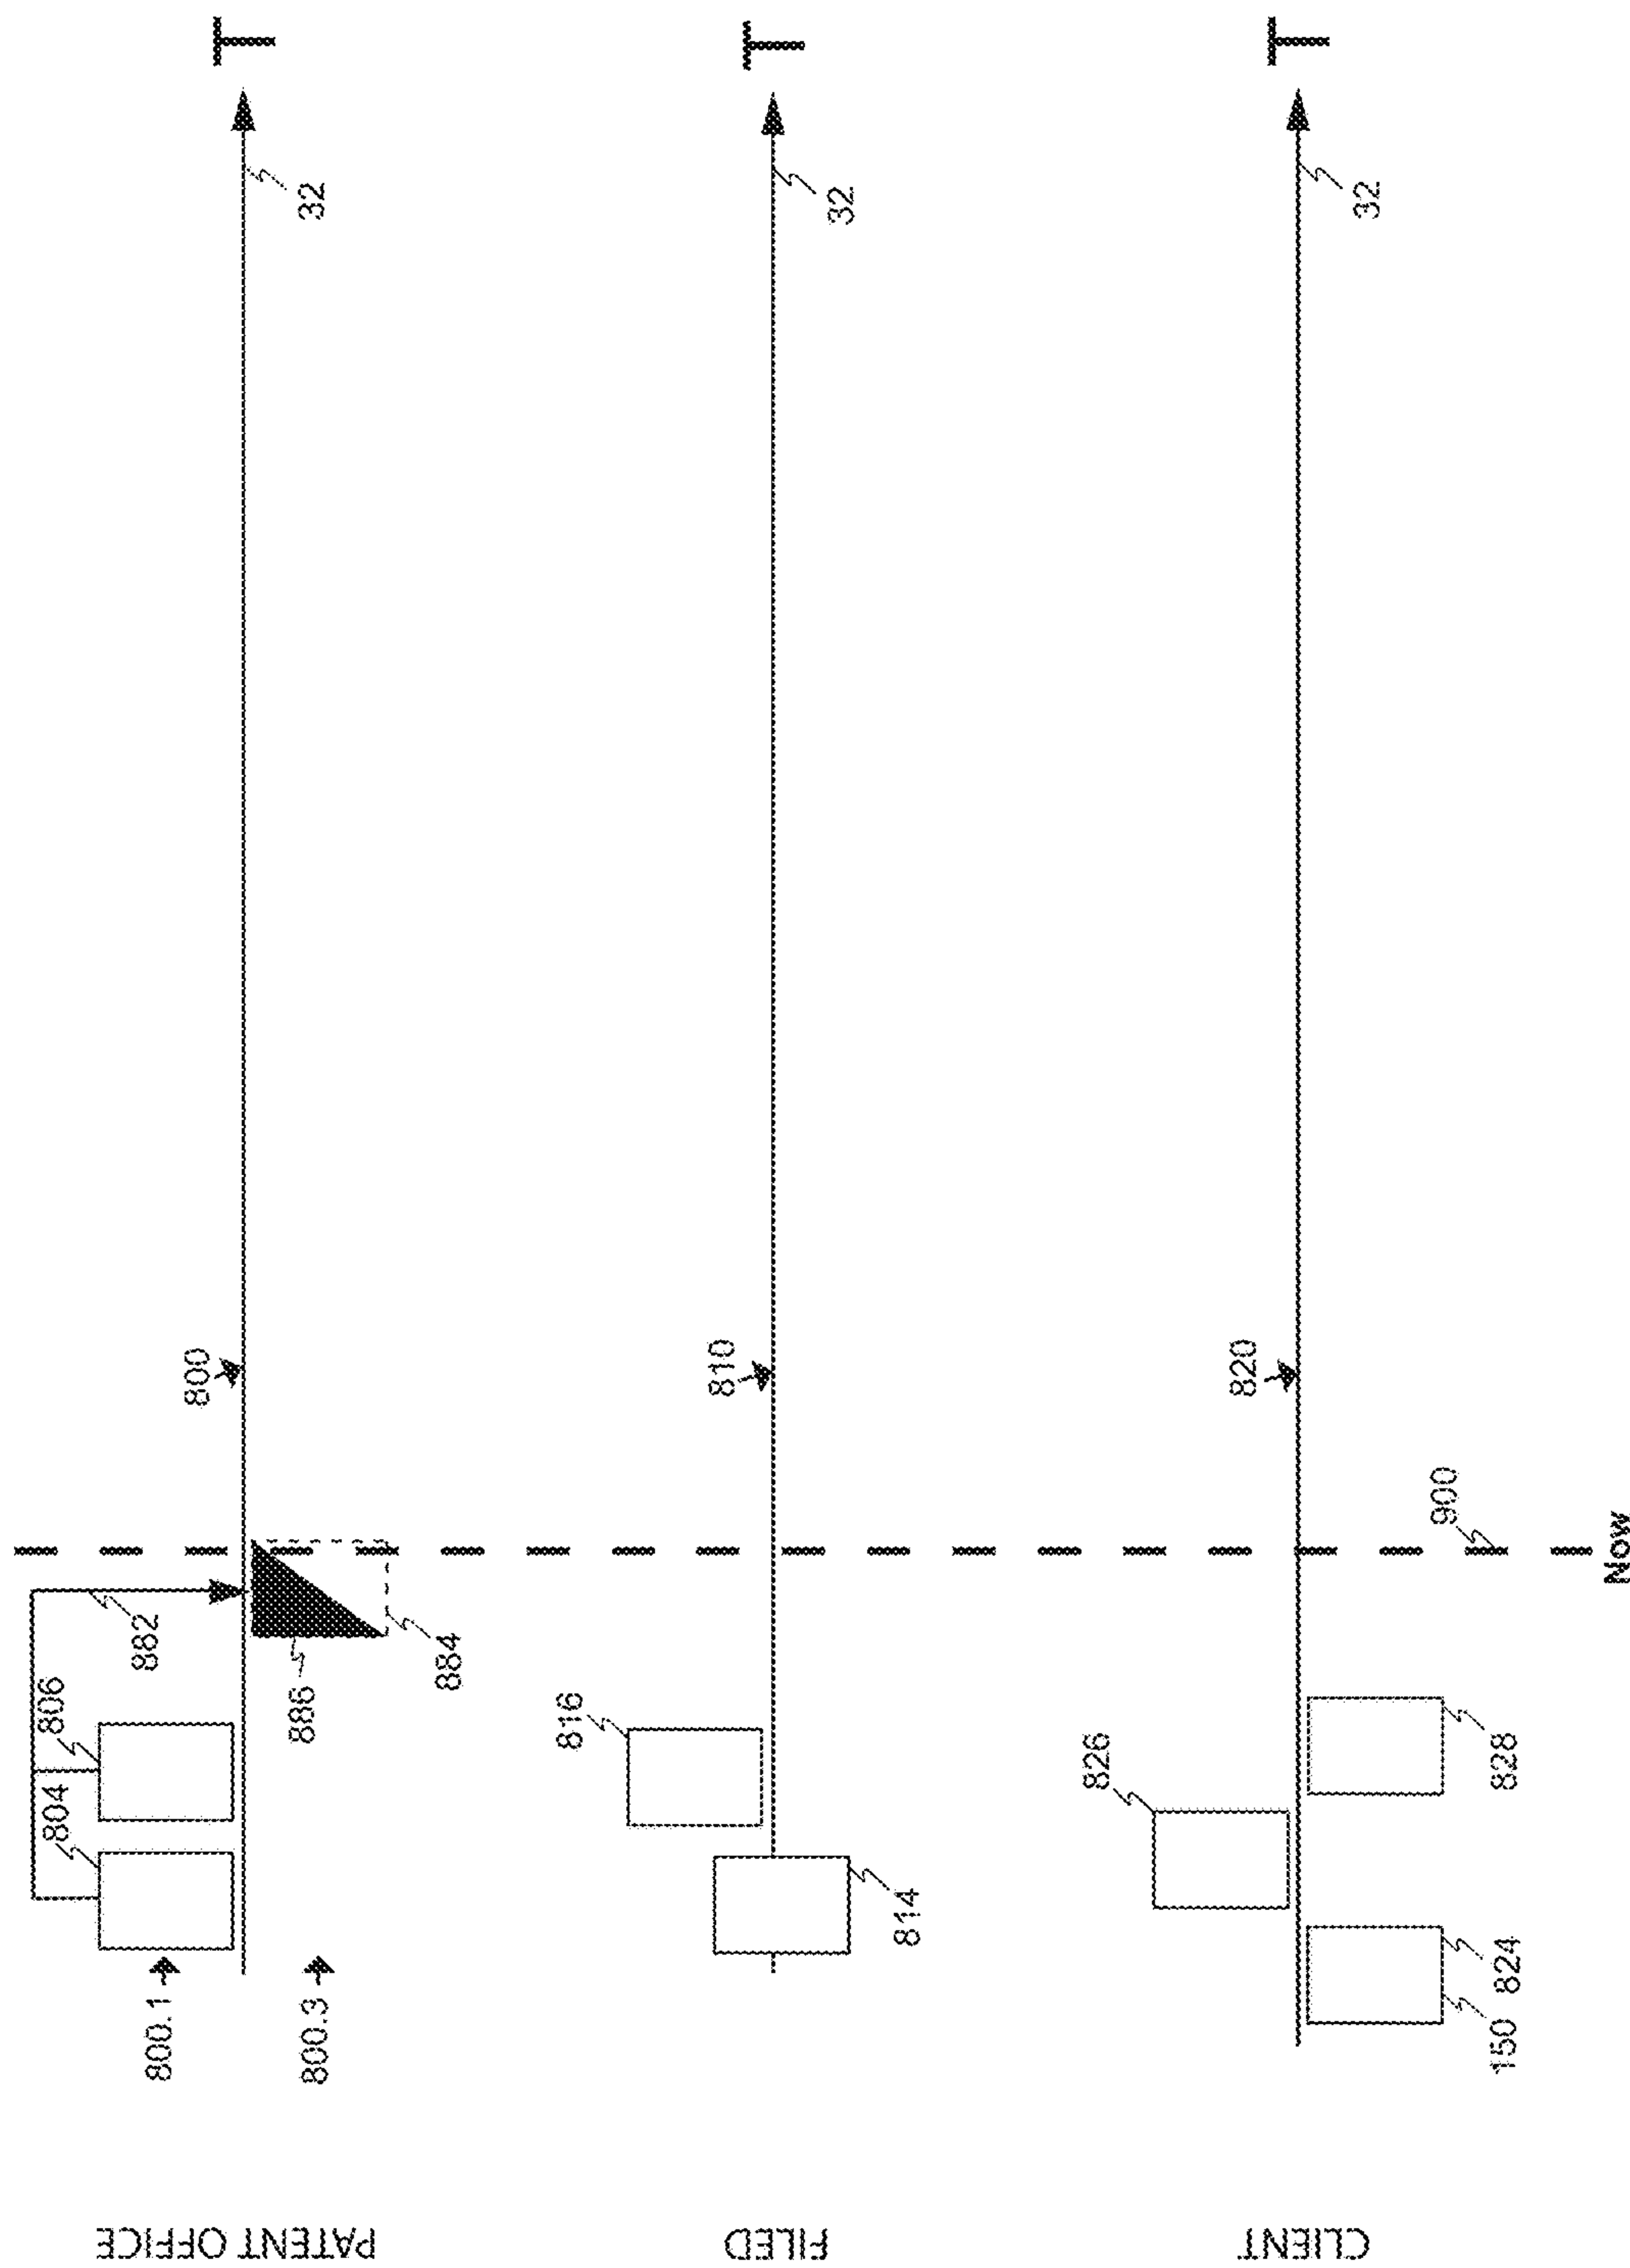 PATENT OFFICE
804
806
882
800.1
800
T
32
800.3
886
884
FILED
816
810
T
32
814
CLIENT
826
820
T
32
900
150
824
828
Now